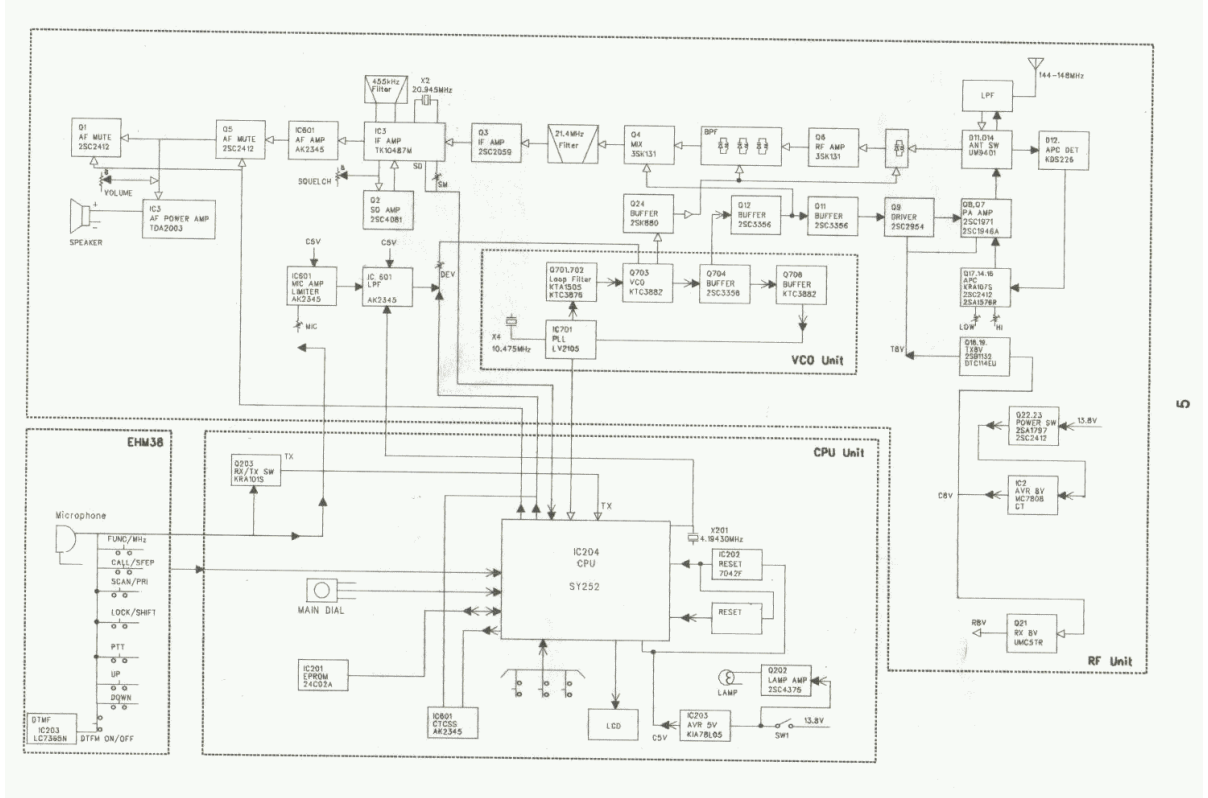 455kHz
Filter
X2
20.945MHz
144-148MHz
LPF
Q1
AF MUTE
2SC2412
Q5
AF MUTE
2SC2412
IC601
AF AMP
AK2345
IC3
IF AMP
TK10487M
Q3
IF AMP
2SC2059
21.4MHz
Filter
Q4
MIX
3SK131
BPF
Q6
RF AMP
3SK131
D11,D14
ANT SW
UM9401
D12,
APC DET
KDS226
SQ
SM
B
VOLUME
B
SQUELCH
Q2
SQ AMP
2SC4081
IC3
AF POWER AMP
TDA2003
SPEAKER
+
-
Q24
BUFFER
2SK880
Q12
BUFFER
2SC3356
Q11
BUFFER
2SC3356
Q9
DRIVER
2SC2954
Q8,Q7
PA AMP
2SC1971
2SC1946A
C5V
C5V
DEV
IC601
MIC AMP
LIMITER
AK2345
IC, 601
LPF
AK2345
MIC
Q701,702
Loop Filter
KTA1505
KTC3876
Q703
VCO
KTC3882
Q704
BUFFER
2SC3356
Q708
BUFFER
KTC3882
Q17,14,16
APC
KRA107S
2SC2412
2SA1576R
LOW
HI
X4
10.475MHz
IC701
PLL
LV2105
VCO Unit
T8V
Q18,19,
TX8V
2SB1132
DTC114EU
5
Q22,23
POWER SW
2SA1797
2SC2412
13.8V
C8V
IC2
AVR 8V
MC7808
CT
R8V
Q21
RX 8V
UMC5TR
RF Unit
EHM38
CPU Unit
Q203
RX/TX SW
KRA101S
TX
TX
Microphone
FUNC/MHz
CALL/SFEP
SCAN/PRI
LOCK/SHIFT
PTT
UP
DOWN
DTMF
IC203
LC7365N
DTFM ON/OFF
MAIN DIAL
IC204
CPU
SY252
X201
4.19430MHz
IC202
RESET
7042F
RESET
IC201
EPROM
24C02A
IC601
CTCSS
AK2345
LCD
LAMP
Q202
LAMP AMP
2SC4375
C5V
IC203
AVR 5V
KIA78L05
SW1
13.8V